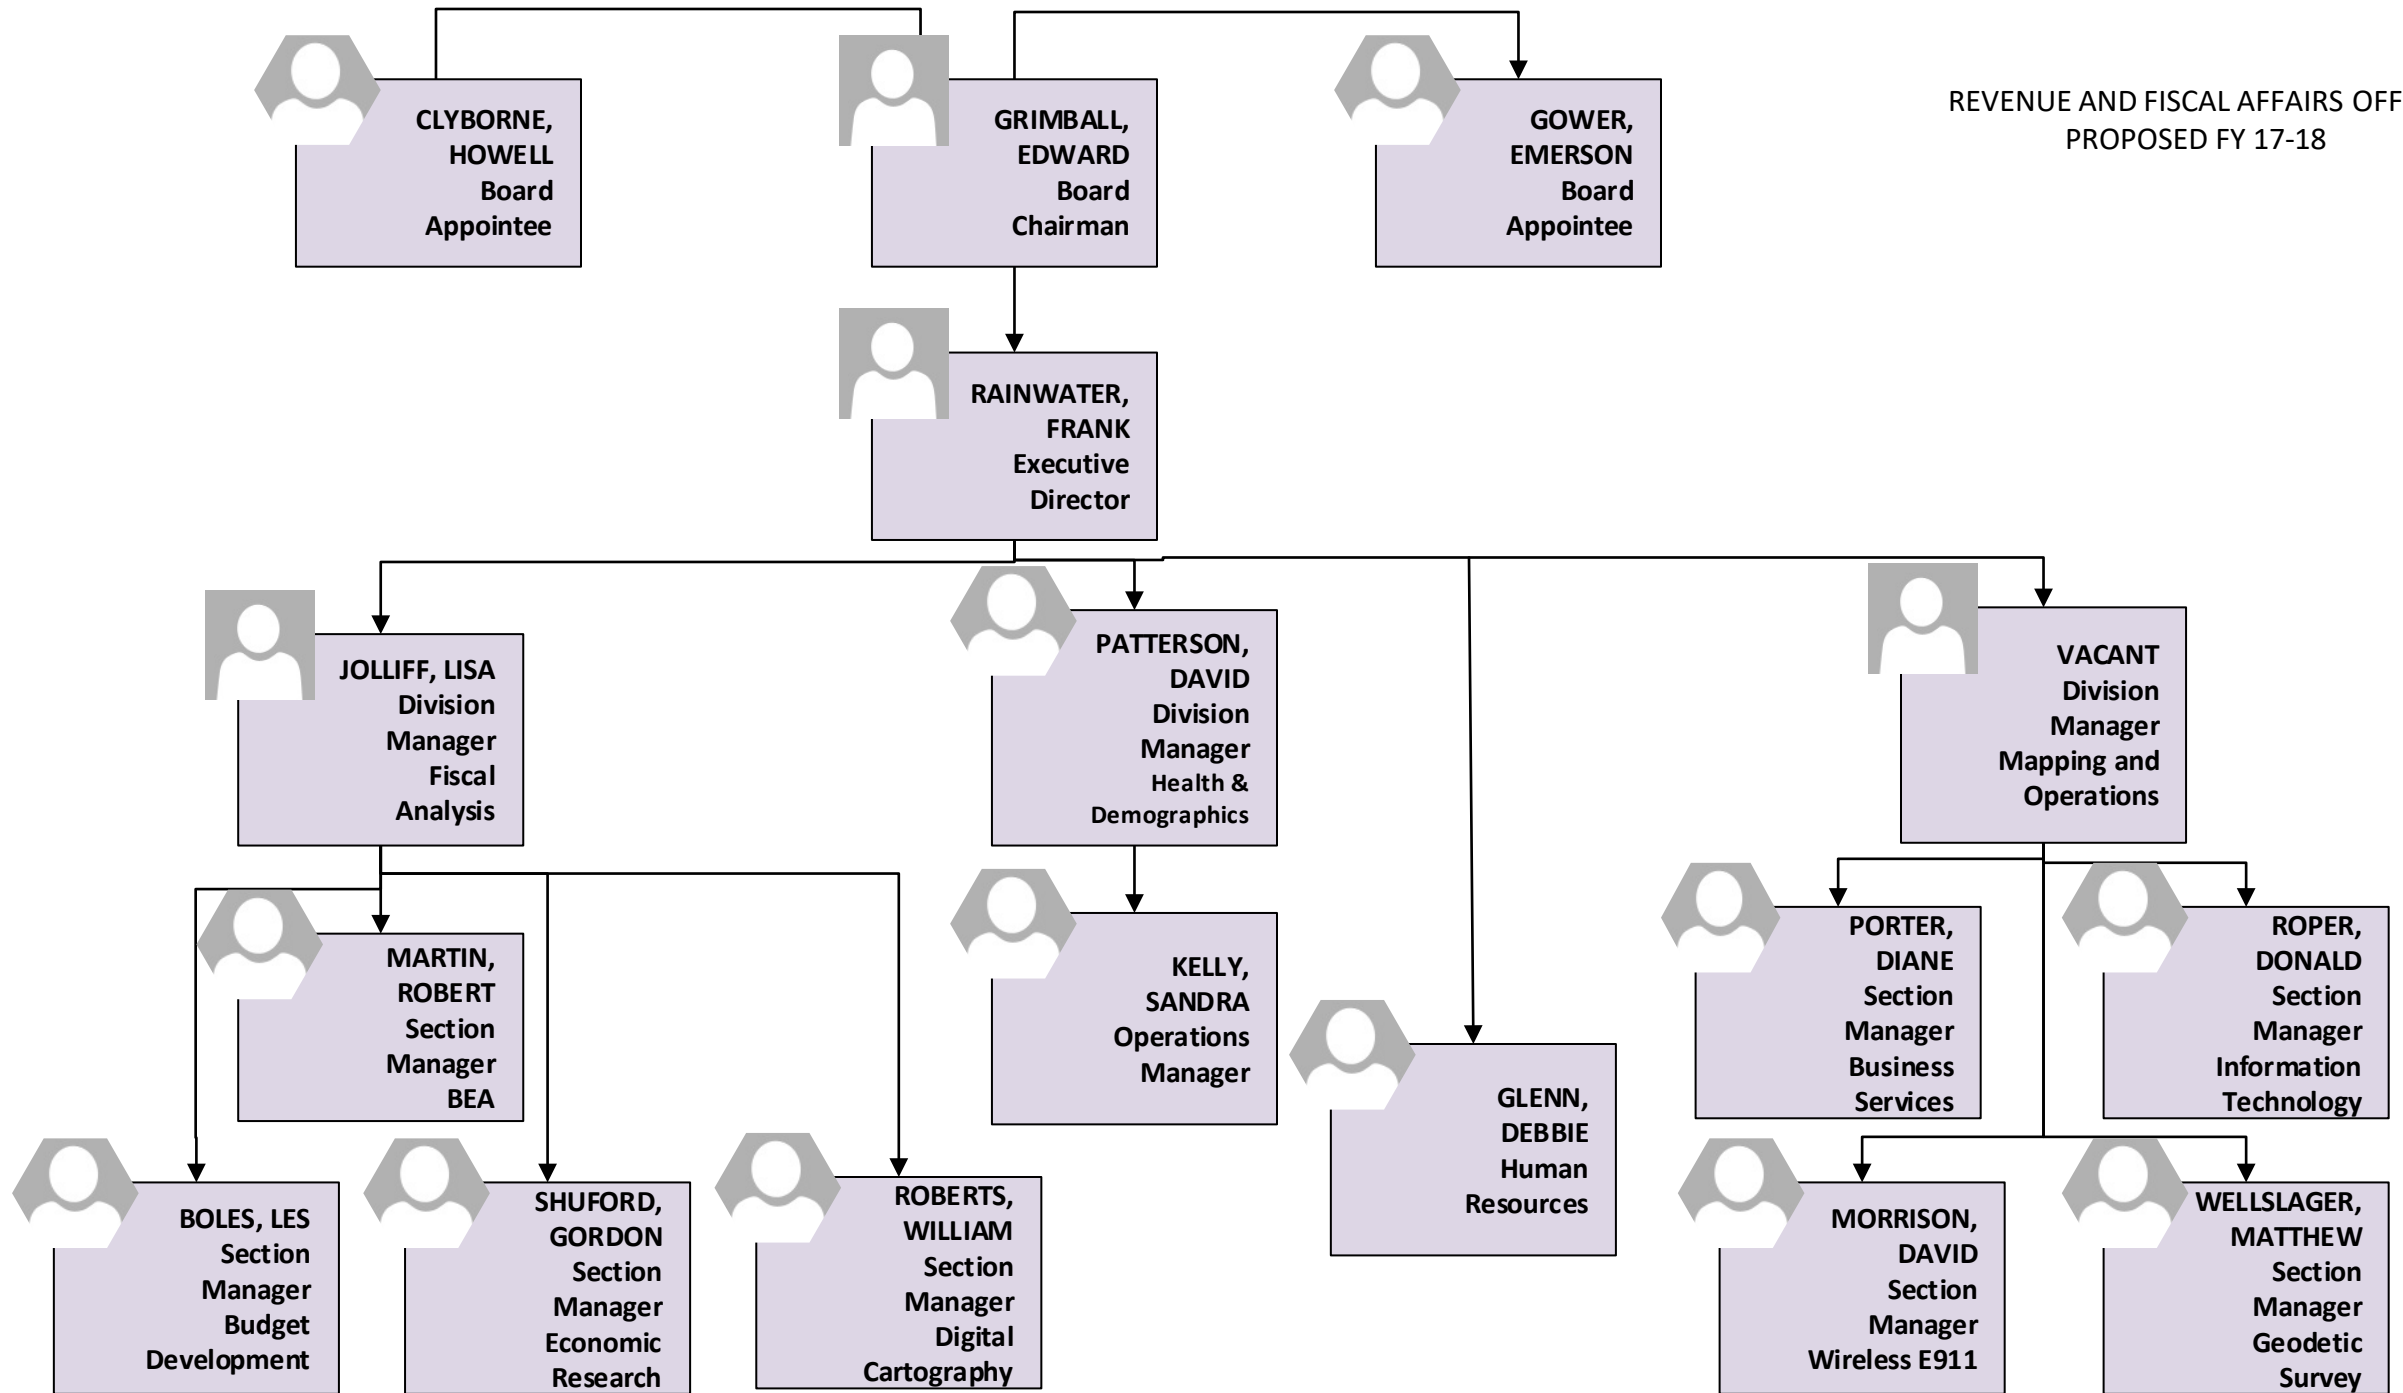 REVENUE AND FISCAL AFFAIRS OFF
PROPOSED FY 17-18
CLYBORNE,
HOWELL
Board
Appointee
GRIMBALL,
EDWARD
Board
Chairman
GOWER,
EMERSON
Board
Appointee
RAINWATER,
FRANK
Executive
Director
JOLLIFF, LISA
Division
Manager
Fiscal
Analysis
PATTERSON,
DAVID
Division
Manager
Health &
Demographics
VACANT
Division
Manager
Mapping and
Operations
MARTIN,
ROBERT
Section
Manager
BEA
KELLY,
SANDRA
Operations
Manager
GLENN,
DEBBIE
Human
Resources
PORTER,
DIANE
Section
Manager
Business
Services
ROPER,
DONALD
Section
Manager
Information
Technology
BOLES, LES
Section
Manager
Budget
Development
SHUFORD,
GORDON
Section
Manager
Economic
Research
ROBERTS,
WILLIAM
Section
Manager
Digital
Cartography
MORRISON,
DAVID
Section
Manager
Wireless E911
WELLSLAGER,
MATTHEW
Section
Manager
Geodetic
Survey